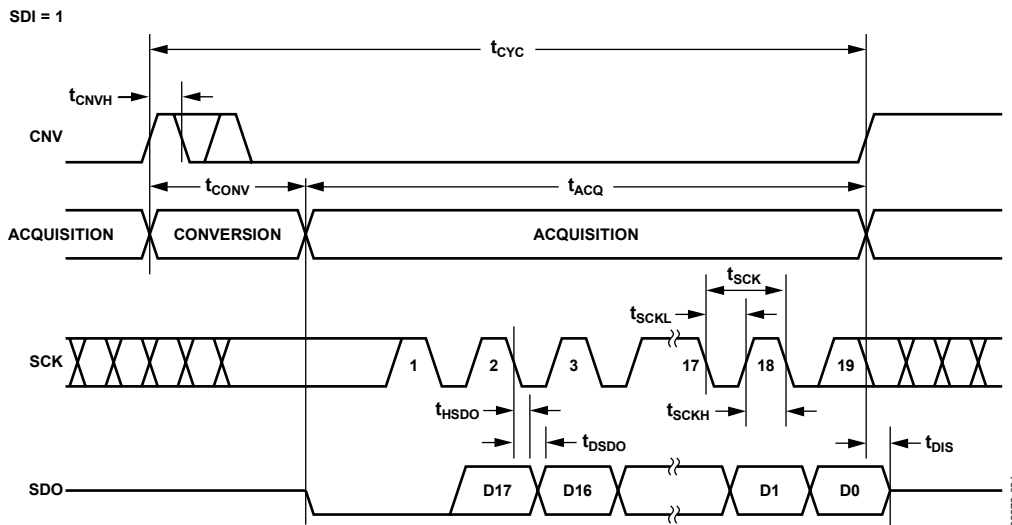 SDI = 1
tCYC
tCNVH
CNV
tCONV
tACQ
ACQUISITION
CONVERSION
ACQUISITION
tSCK
tSCKL
SCK
1
2
3
17
18
19
tHSDO
tSCKH
tDSDO
tDIS
SDO
D17
D16
D1
D0